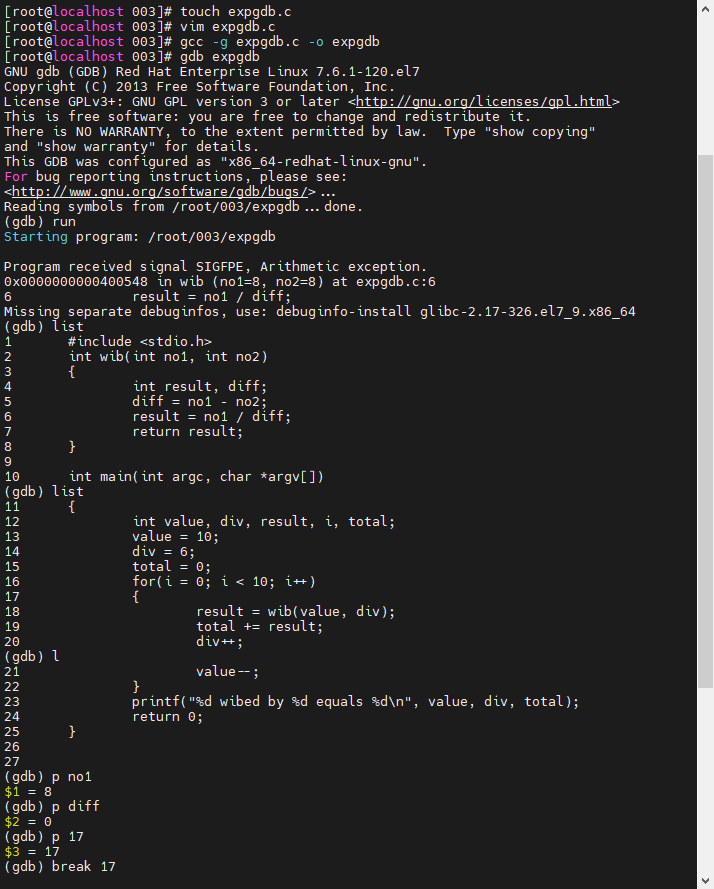 [root@localhost 003]# touch expgdb.c
[root@localhost 003]# vim expgdb.c
[root@localhost 003]# gcc -g expgdb.c -o expgdb
[root@localhost 003]# gdb expgdb
GNU gdb (GDB) Red Hat Enterprise Linux 7.6.1-120.el7
Copyright (C) 2013 Free Software Foundation, Inc.
License GPLv3+: GNU GPL version 3 or later <http://gnu.org/licenses/gpl.html>
This is free software: you are free to change and redistribute it.
There is NO WARRANTY, to the extent permitted by law.  Type "show copying"
and "show warranty" for details.
This GDB was configured as "x86_64-redhat-linux-gnu".
For bug reporting instructions, please see:
<http://www.gnu.org/software/gdb/bugs/>...
Reading symbols from /root/003/expgdb...done.
(gdb) run
Starting program: /root/003/expgdb
Program received signal SIGFPE, Arithmetic exception.
0x0000000000400548 in wib (no1=8, no2=8) at expgdb.c:6
6               result = no1 / diff;
Missing separate debuginfos, use: debuginfo-install glibc-2.17-326.el7_9.x86_64
(gdb) list
1       #include <stdio.h>
2       int wib(int no1, int no2)
3       {
4               int result, diff;
5               diff = no1 - no2;
6               result = no1 / diff;
7               return result;
8       }
9
10      int main(int argc, char *argv[])
(gdb) list
11      {
12              int value, div, result, i, total;
13              value = 10;
14              div = 6;
15              total = 0;
16              for(i = 0; i < 10; i++)
17              {
18                      result = wib(value, div);
19                      total += result;
20                      div++;
(gdb) l
21                      value--;
22              }
23              printf("%d wibed by %d equals %d\n", value, div, total);
24              return 0;
25      }
26
27
(gdb) p no1
$1 = 8
(gdb) p diff
$2 = 0
(gdb) p 17
$3 = 17
(gdb) break 17